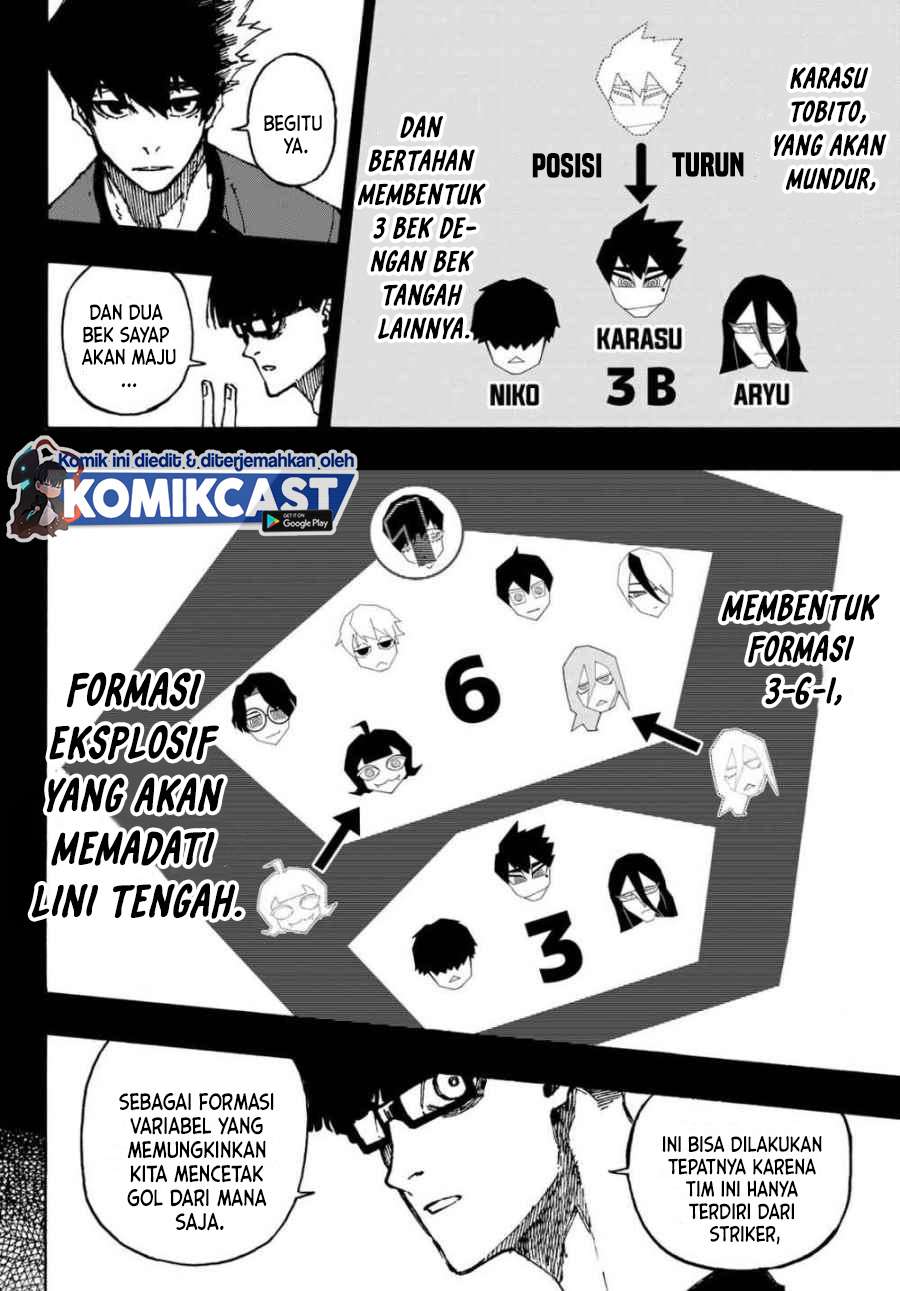 KARASU
TOBITO,
YANG AKAN
MUNDUR,
POSISI TURUN
KARASU
NIKO
3B
ARYU
DAN
BERTAHAN
MEMBENTUK
3 BEK DE-
NGAN BEK
TANGAH
LAINNYA.
BEGITU
YA.
DAN DUA
BEK SAYAP
AKAN MAJU
...
Komik ini diedit & diterjemahkan oleh
KOMIKCAST
GET IT ON
Google Play
MEMBENTUK
FORMASI
3-6-1,
6
3
FORMASI
EKSPLOSIF
YANG AKAN
MEMADATI
LINI TENGAH.
INI BISA DILAKUKAN
TEPATNYA KARENA
TIM INI HANYA
TERDIRI DARI
STRIKER,
SEBAGAI FORMASI
VARIABEL YANG
MEMUNGKINKAN
KITA MENCETAK
GOL DARI MANA
SAJA.